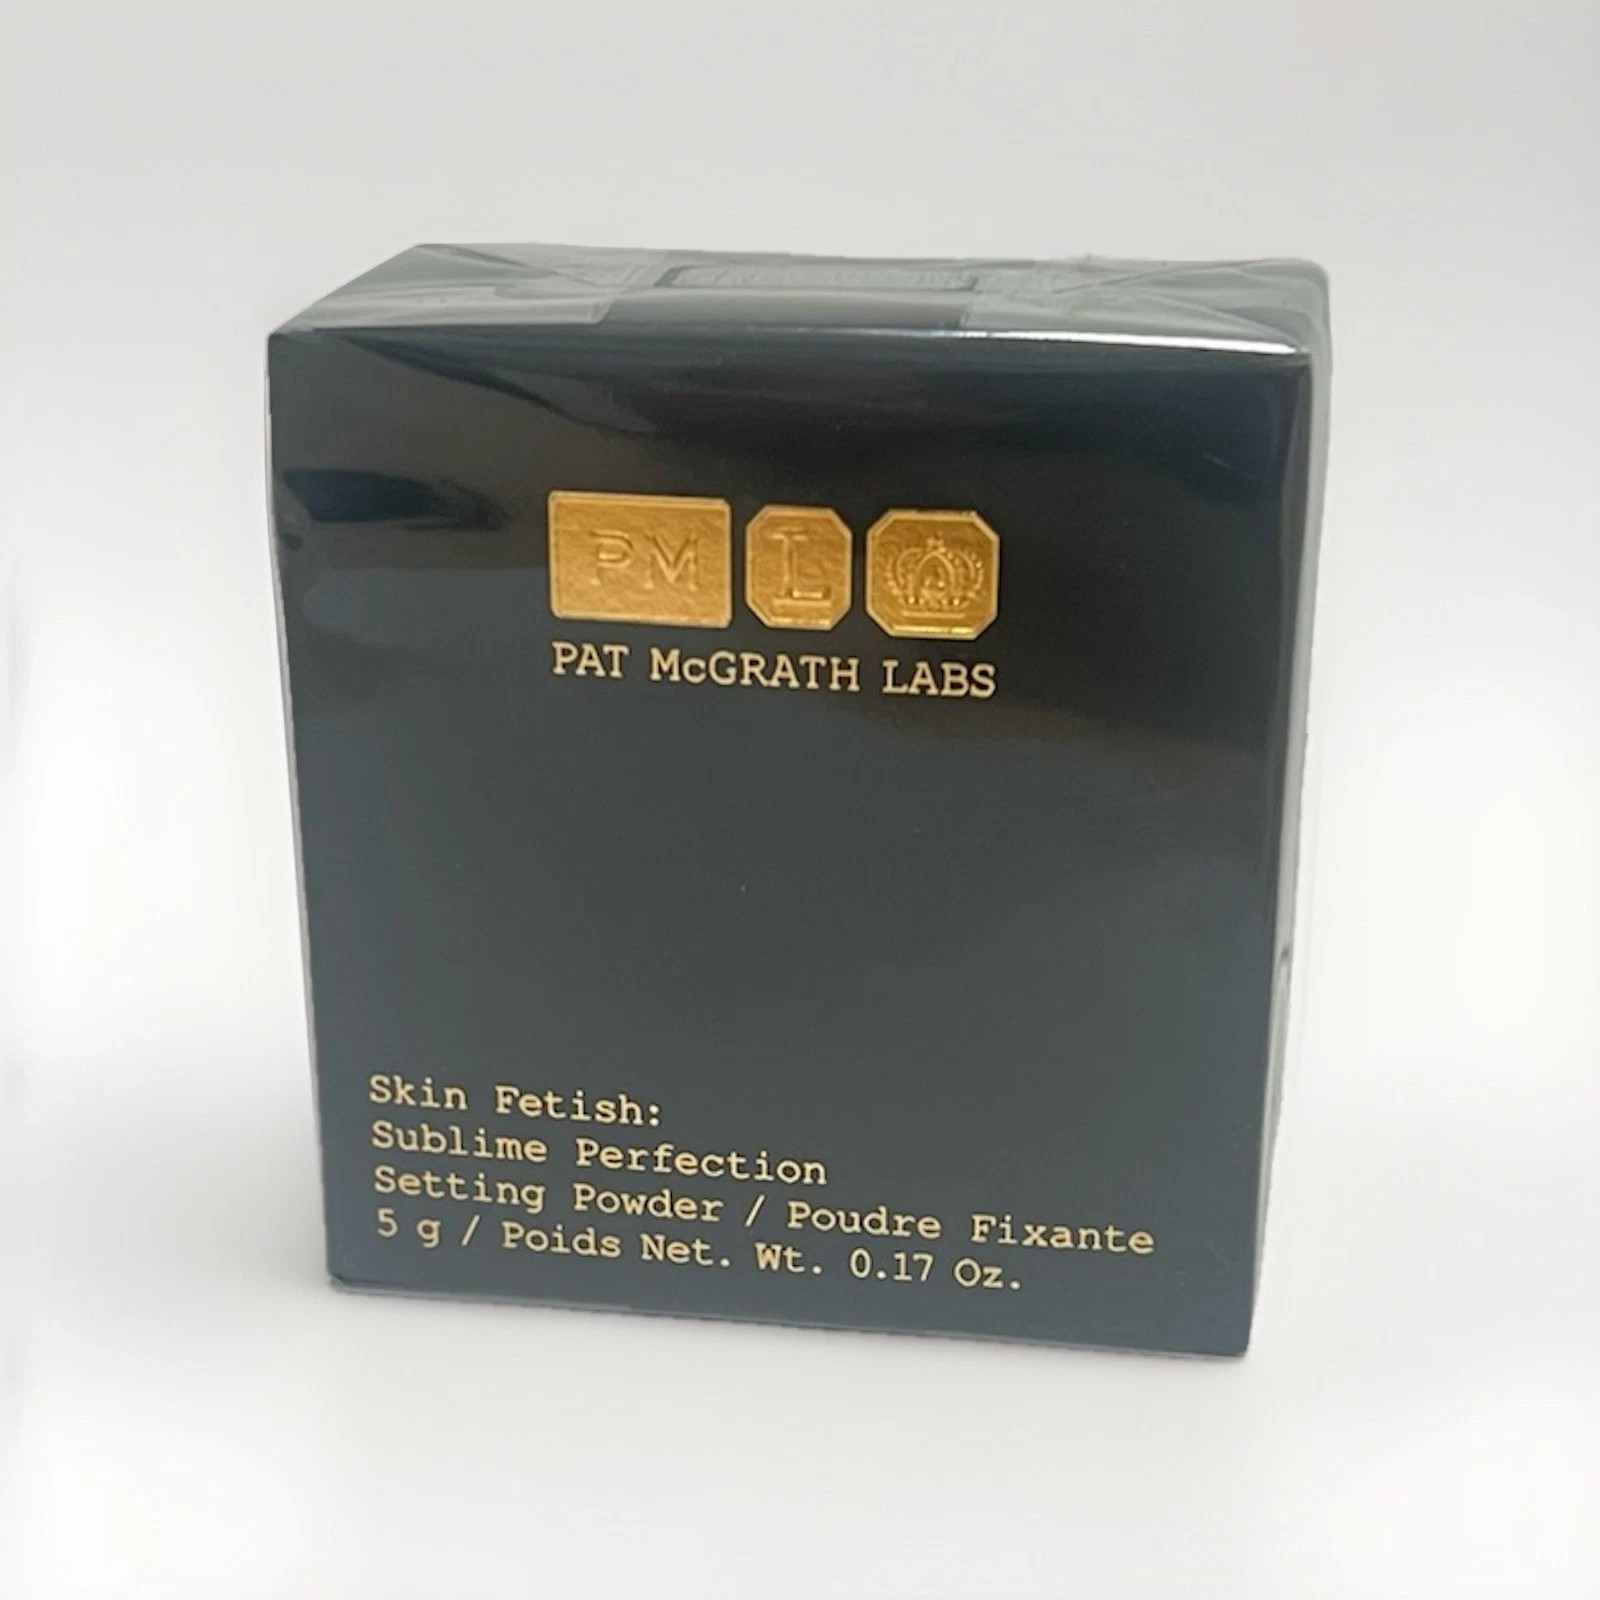 PM L
PAT McGRATH LABS
Skin Fetish:
Sublime Perfection
Setting Powder / Poudre Fixante
5 g / Poids Net. Wt. 0.17 Oz.